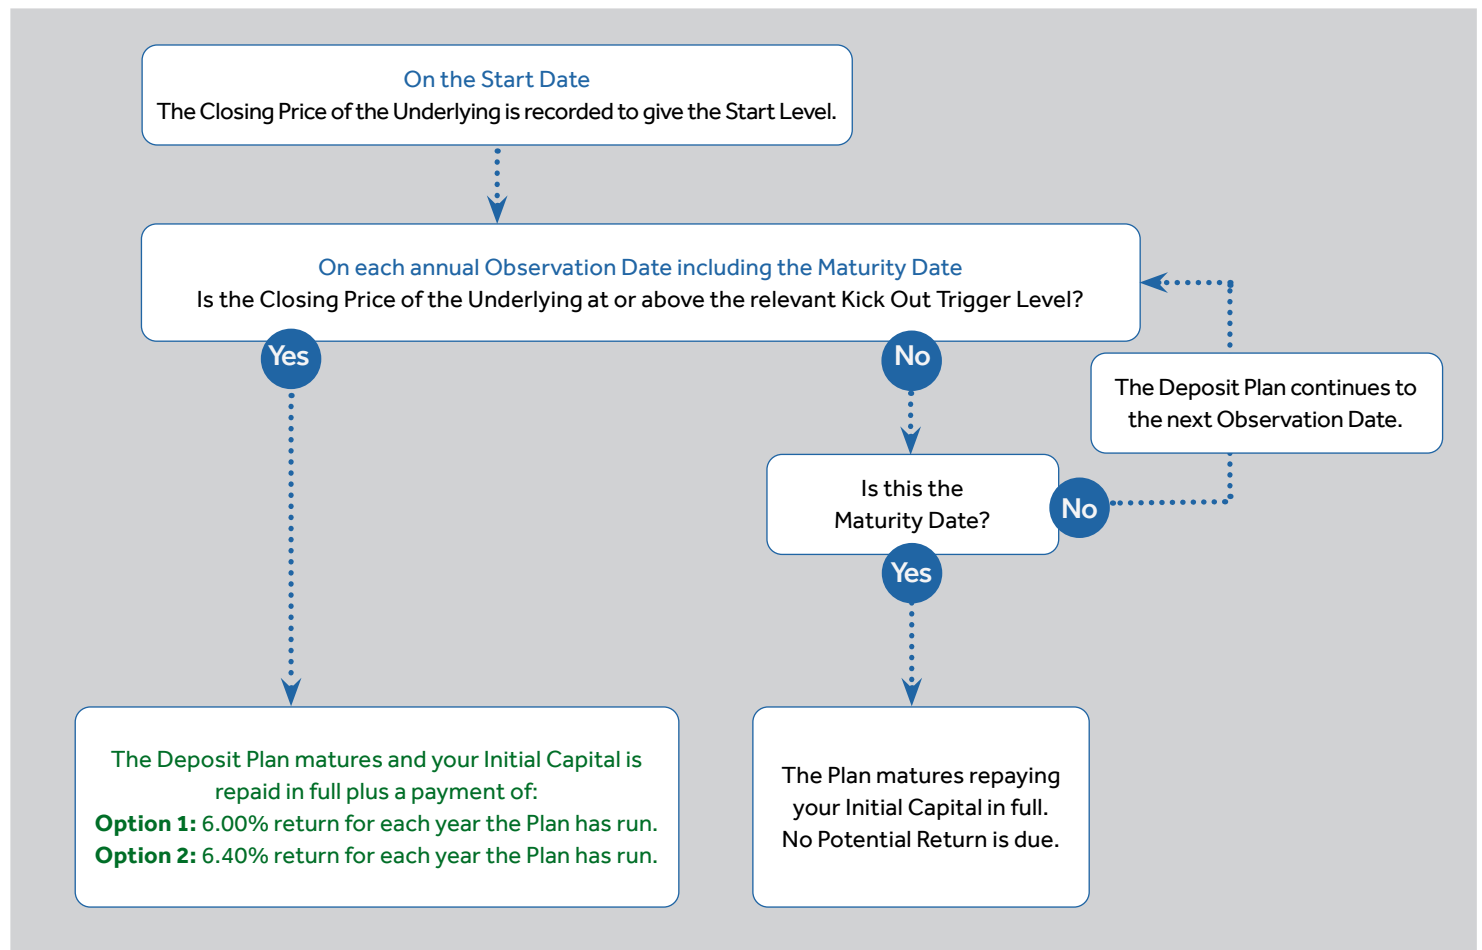 On the Start Date
The Closing Price of the Underlying is recorded to give the Start Level.
On each annual Observation Date including the Maturity Date
Is the Closing Price of the Underlying at or above the relevant Kick Out Trigger Level?
Yes
No
The Deposit Plan continues to
the next Observation Date.
Is this the
Maturity Date?
No
Yes
The Deposit Plan matures and your Initial Capital is
repaid in full plus a payment of:
Option 1: 6.00% return for each year the Plan has run.
Option 2: 6.40% return for each year the Plan has run.
The Plan matures repaying
your Initial Capital in full.
No Potential Return is due.